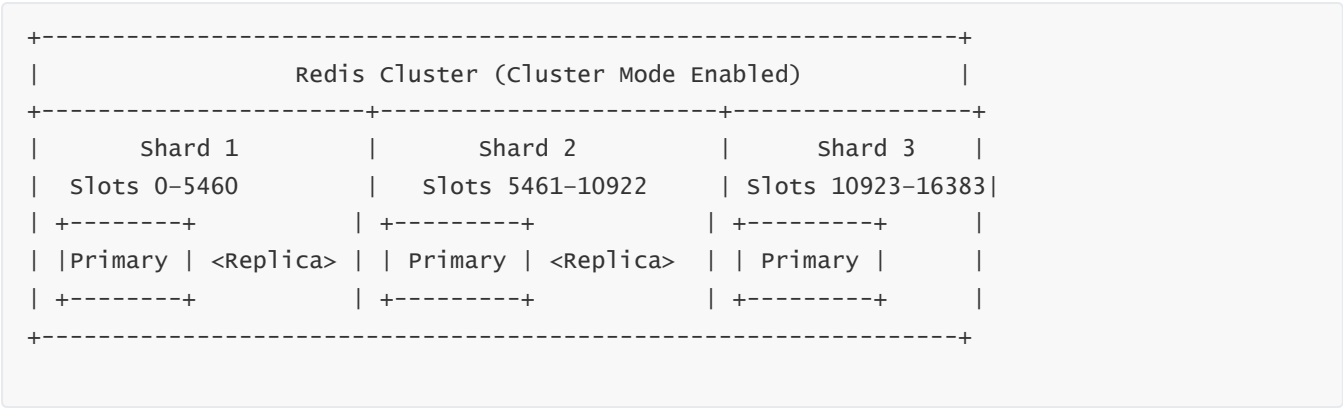 +-----------------------------------------------------------------+
|                  Redis Cluster (Cluster Mode Enabled)           |
+-----------------------+------------------------+-----------------+
|       Shard 1         |       Shard 2          |      Shard 3    |
|  Slots 0–5460         |   Slots 5461–10922     | Slots 10923–16383|
| +--------+           | +---------+            | +---------+      |
| |Primary | <Replica> | | Primary | <Replica>  | | Primary |      |
| +--------+           | +---------+            | +---------+      |
+-----------------------------------------------------------------+